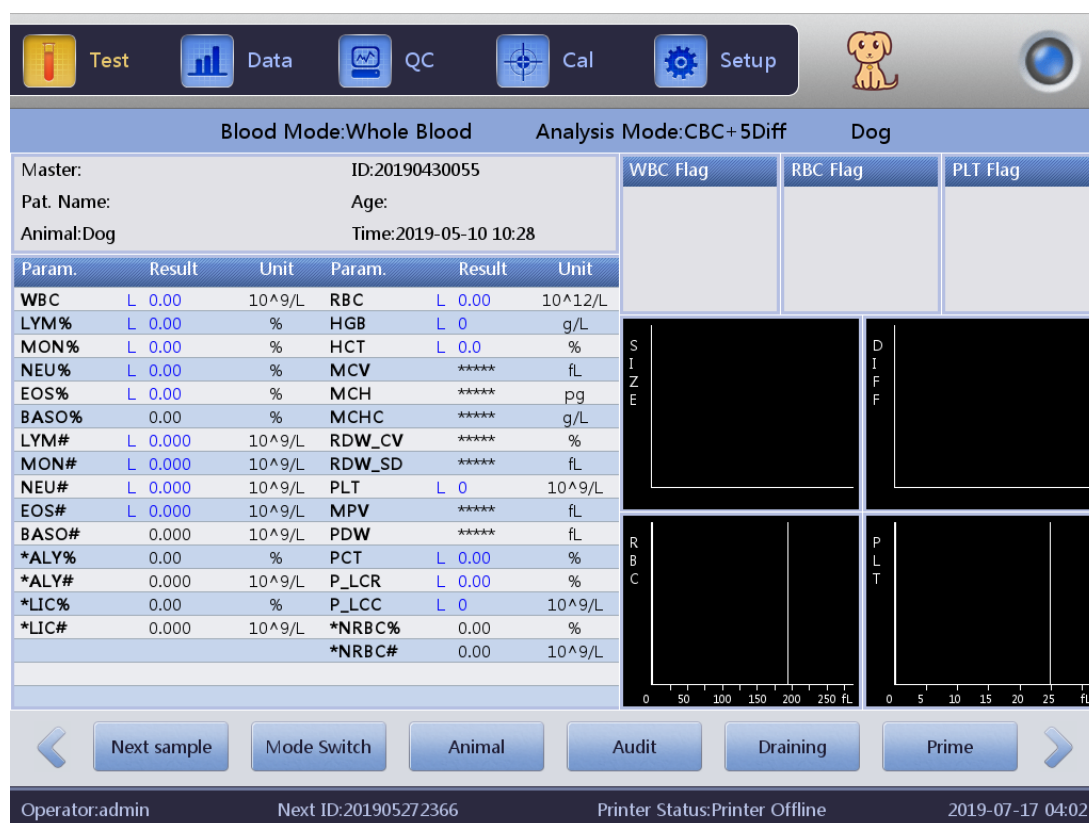 Test Data QC Cal Setup
Blood Mode:Whole Blood Analysis Mode:CBC+5Diff Dog
Master: ID:20190430055
Pat. Name: Age:
Animal:Dog Time:2019-05-10 10:28
WBC Flag RBC Flag PLT Flag
Param. Result Unit Param. Result Unit
WBC L 0.00 10^9/L RBC L 0.00 10^12/L
LYM% L 0.00 % HGB L 0 g/L
MON% L 0.00 % HCT L 0.0 %
NEU% L 0.00 % MCV ***** fL
EOS% L 0.00 % MCH ***** pg
BASO% 0.00 % MCHC ***** g/L
LYM# L 0.000 10^9/L RDW_CV ***** %
MON# L 0.000 10^9/L RDW_SD ***** fL
NEU# L 0.000 10^9/L PLT L 0 10^9/L
EOS# L 0.000 10^9/L MPV ***** fL
BASO# 0.000 10^9/L PDW ***** fL
*ALY% 0.00 % PCT L 0.00 %
*ALY# 0.000 10^9/L P_LCR L 0.00 %
*LIC% 0.00 % P_LCC L 0 10^9/L
*LIC# 0.000 10^9/L *NRBC% 0.00 %
*NRBC# 0.00 10^9/L
SIZE
DIFF
RBC
0 50 100 150 200 250 fL
PLT
0 5 10 15 20 25 fL
Next sample Mode Switch Animal Audit Draining Prime
Operator:admin Next ID:201905272366 Printer Status:Printer Offline 2019-07-17 04:02